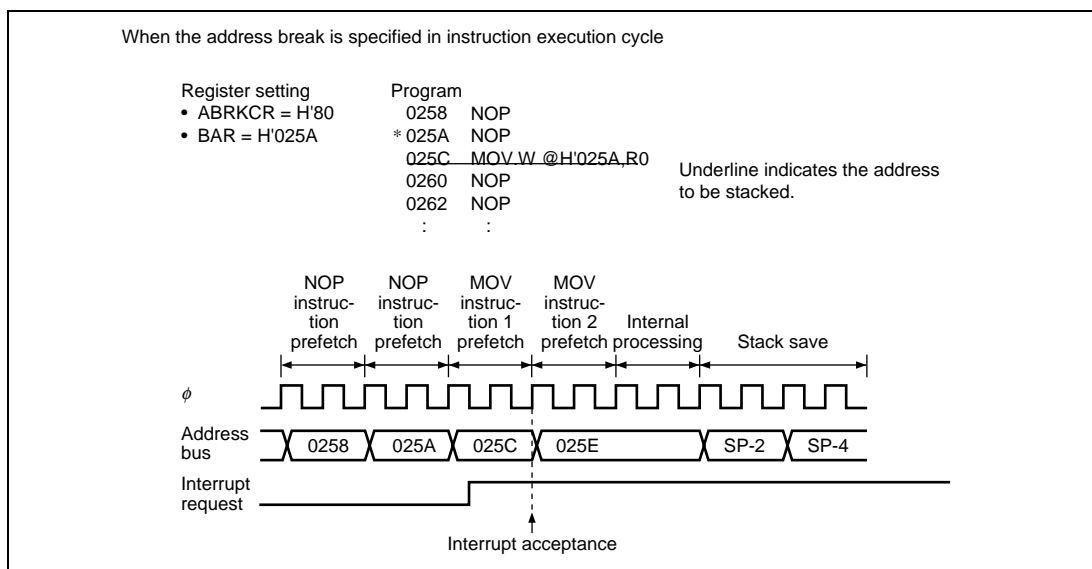 When the address break is specified in instruction execution cycle
Register setting
• ABRKCR = H'80
• BAR = H'025A
Program
0258 NOP
* 025A NOP
025C MOV.W @H'025A,R0
0260 NOP
0262 NOP
: :
Underline indicates the address
to be stacked.
NOP
instruc-
tion
prefetch
NOP
instruc-
tion
prefetch
MOV
instruc-
tion 1
prefetch
MOV
instruc-
tion 2
prefetch
Internal
processing
Stack save
φ
Address
bus
0258 025A 025C 025E SP-2 SP-4
Interrupt
request
Interrupt acceptance